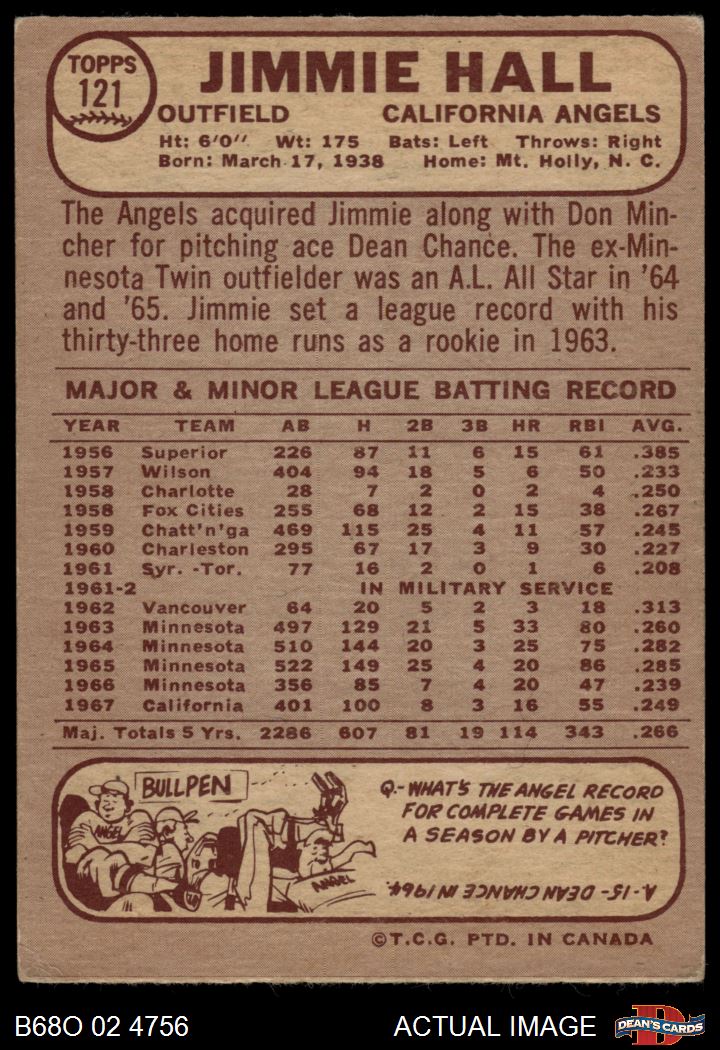 TOPPS
121
JIMMIE HALL
OUTFIELD CALIFORNIA ANGELS
Ht: 6'0" Wt: 175 Bats: Left Throws: Right
Born: March 17, 1938 Home: Mt. Holly, N. C.
The Angels acquired Jimmie along with Don Min-
cher for pitching ace Dean Chance. The ex-Min-
nesota Twin outfielder was an A.L. All Star in '64
and '65. Jimmie set a league record with his
thirty-three home runs as a rookie in 1963.
MAJOR & MINOR LEAGUE BATTING RECORD
YEAR TEAM AB H 2B 3B HR RBI AVG.
1956 Superior 226 87 11 6 15 61 .385
1957 Wilson 404 94 18 5 6 50 .233
1958 Charlotte 28 7 2 0 2 4 .250
1958 Fox Cities 255 68 12 2 15 38 .267
1959 Chatt'n'ga 469 115 25 4 11 57 .245
1960 Charleston 295 67 17 3 9 30 .227
1961 Syr. -Tor. 77 16 2 0 1 6 .208
1961-2 IN MILITARY SERVICE
1962 Vancouver 64 20 5 2 3 18 .313
1963 Minnesota 497 129 21 5 33 80 .260
1964 Minnesota 510 144 20 3 25 75 .282
1965 Minnesota 522 149 25 4 20 86 .285
1966 Minnesota 356 85 7 4 20 47 .239
1967 California 401 100 8 3 16 55 .249
Maj. Totals 5 Yrs. 2286 607 81 19 114 343 .266
BULLPEN
ANGEL
ANGEL
Q.-WHAT'S THE ANGEL RECORD
FOR COMPLETE GAMES IN
A SEASON BY A PITCHER?
A-15-DEAN CHANCE IN 1964.
©T.C.G. PTD. IN CANADA
B68O 02 4756 ACTUAL IMAGE
D
DEAN'S CARDS